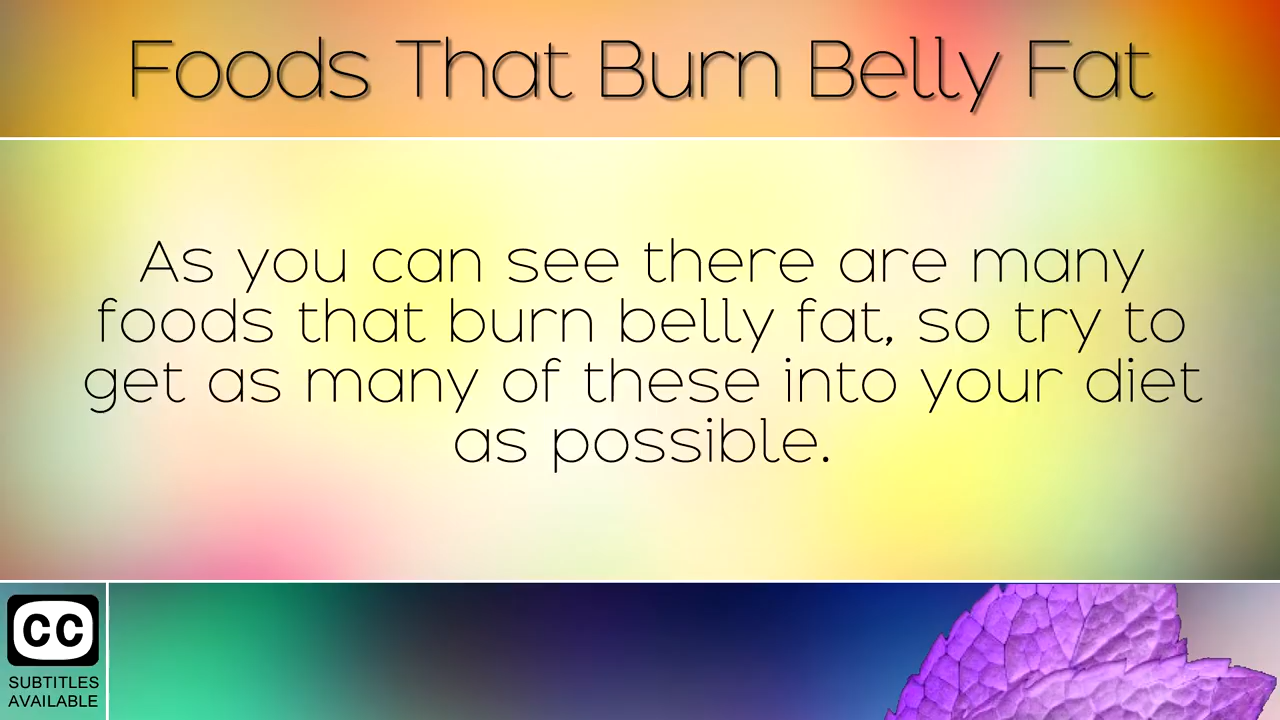 Foods That Burn Belly Fat
As you can see there are many
foods that burn belly fat, so try to
get as many of these into your diet
as possible.
CC
SUBTITLES
AVAILABLE